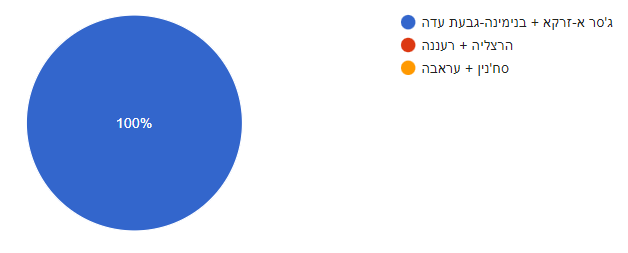 100%
ג'סר א-זרקא + בנימינה-גבעת עדה
הרצליה + רעננה
סח'נין + עראבה